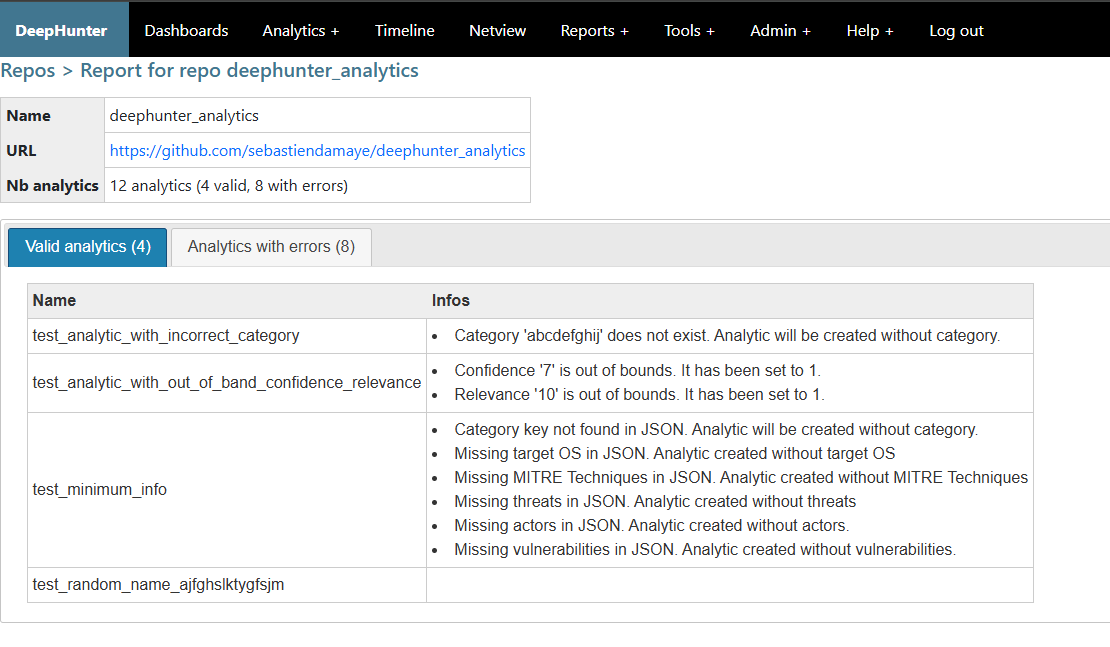 DeepHunter Dashboards Analytics + Timeline Netview Reports + Tools + Admin + Help + Log out
Repos > Report for repo deephunter_analytics
Name deephunter_analytics
URL https://github.com/sebastiendamaye/deephunter_analytics
Nb analytics 12 analytics (4 valid, 8 with errors)
Valid analytics (4) Analytics with errors (8)
Name Infos
test_analytic_with_incorrect_category • Category 'abcdefghij' does not exist. Analytic will be created without category.
test_analytic_with_out_of_band_confidence_relevance • Confidence '7' is out of bounds. It has been set to 1.
• Relevance '10' is out of bounds. It has been set to 1.
test_minimum_info • Category key not found in JSON. Analytic will be created without category.
• Missing target OS in JSON. Analytic created without target OS
• Missing MITRE Techniques in JSON. Analytic created without MITRE Techniques
• Missing threats in JSON. Analytic created without threats
• Missing actors in JSON. Analytic created without actors.
• Missing vulnerabilities in JSON. Analytic created without vulnerabilities.
test_random_name_ajfghslktygfsjm